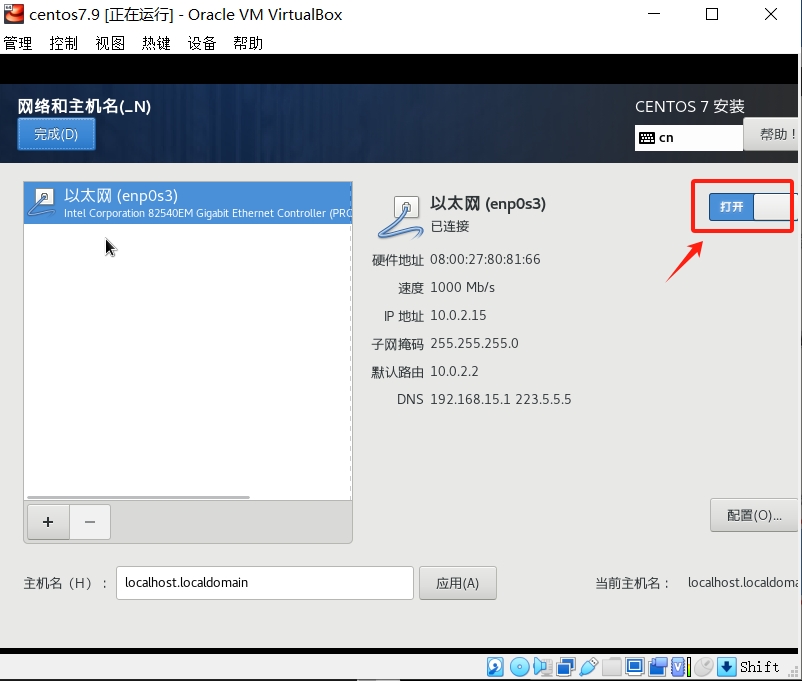 centos7.9 [正在运行] - Oracle VM VirtualBox
管理 控制 视图 热键 设备 帮助
网络和主机名(_N)
CENTOS 7 安装
完成(D)
cn
帮助！
以太网 (enp0s3)
Intel Corporation 82540EM Gigabit Ethernet Controller (PRO
以太网 (enp0s3)
已连接
打开
硬件地址 08:00:27:80:81:66
速度 1000 Mb/s
IP 地址 10.0.2.15
子网掩码 255.255.255.0
默认路由 10.0.2.2
DNS 192.168.15.1 223.5.5.5
+ −
配置(O)...
主机名（H）： localhost.localdomain 应用(A) 当前主机名： localhost.localdoma
Shift